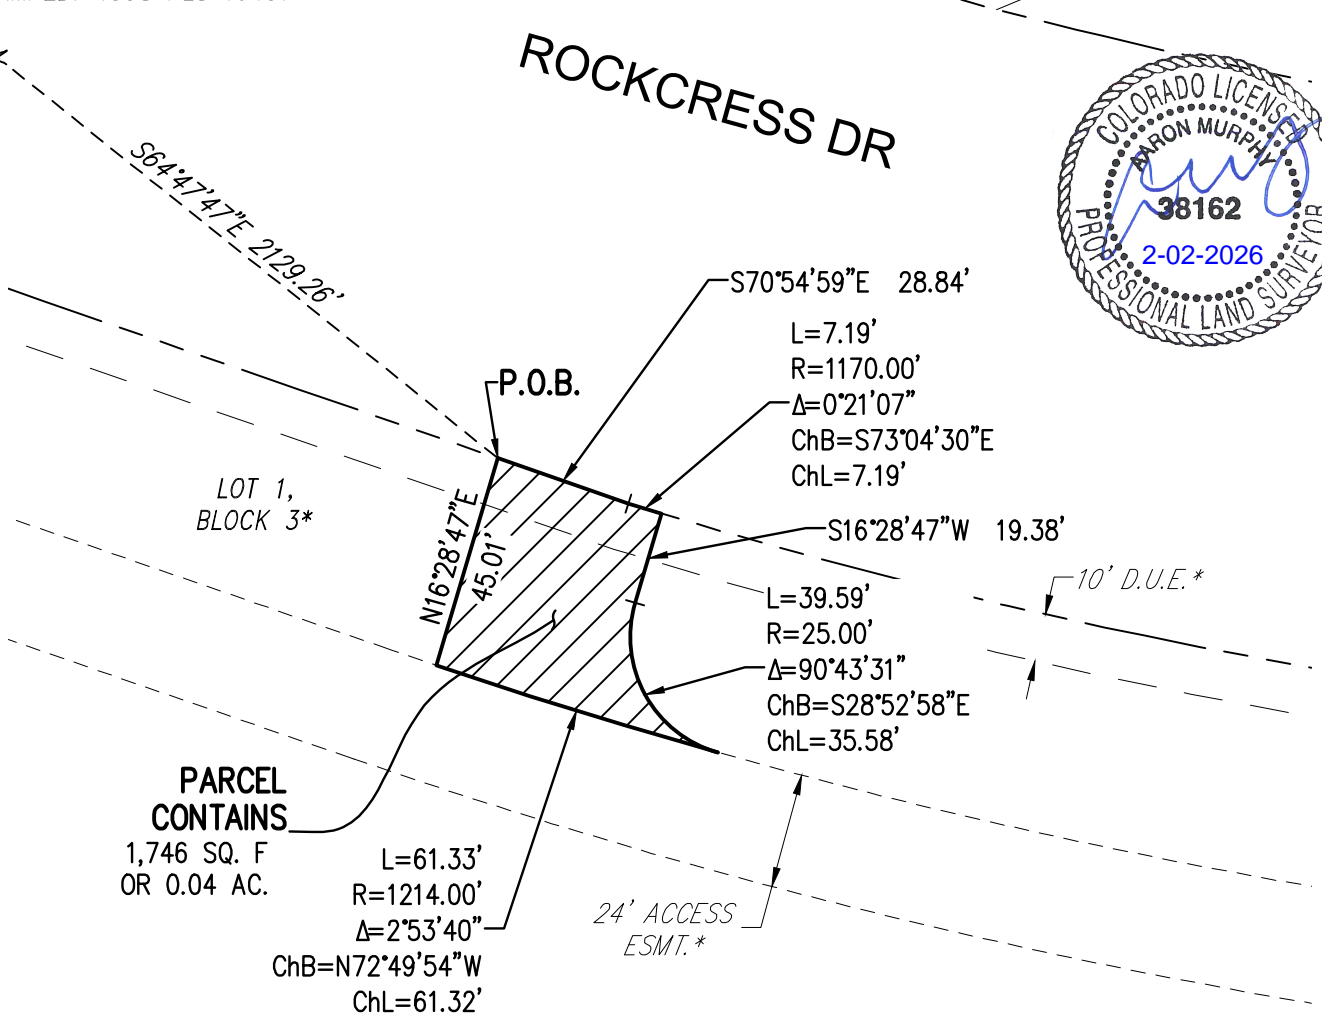 ROCKCRESS DR
COLORADO LICENSED
AARON MURPHY
38162
2-02-2026
PROFESSIONAL LAND SURVEYOR
S64°47'47"E 2129.26'
S70°54'59"E 28.84'
L=7.19'
R=1170.00'
Δ=0°21'07"
ChB=S73°04'30"E
ChL=7.19'
P.O.B.
LOT 1,
BLOCK 3*
N16°28'47"E
45.01'
S16°28'47"W 19.38'
10' D.U.E.*
L=39.59'
R=25.00'
Δ=90°43'31"
ChB=S28°52'58"E
ChL=35.58'
PARCEL
CONTAINS
1,746 SQ. F
OR 0.04 AC.
L=61.33'
R=1214.00'
Δ=2°53'40"
ChB=N72°49'54"W
ChL=61.32'
24' ACCESS
ESMT.*